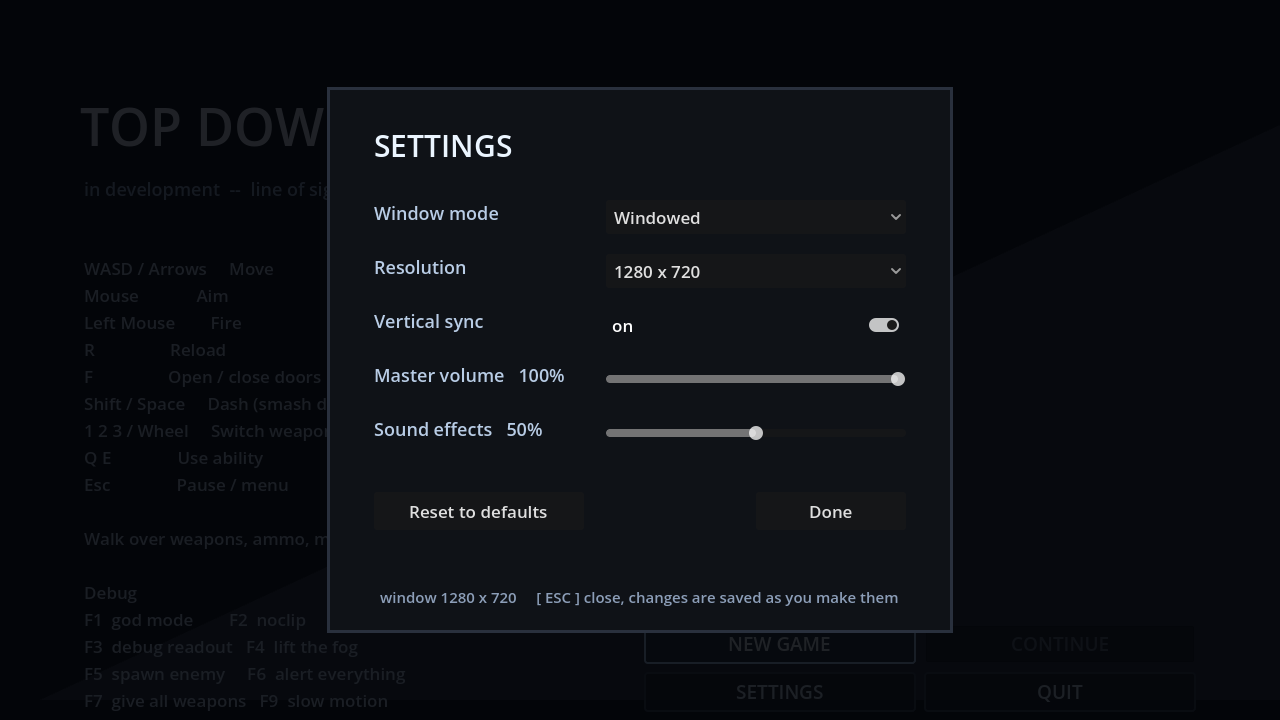 TOP DOW
in development -- line of sig
WASD / Arrows Move
Mouse Aim
Left Mouse Fire
R Reload
F Open / close doors
Shift / Space Dash (smash d
1 2 3 / Wheel Switch weapon
Q E Use ability
Esc Pause / menu
Walk over weapons, ammo, m
Debug
F1 god mode F2 noclip
F3 debug readout F4 lift the fog
F5 spawn enemy F6 alert everything
F7 give all weapons F9 slow motion
SETTINGS
Window mode Windowed
Resolution 1280 x 720
Vertical sync on
Master volume 100%
Sound effects 50%
Reset to defaults Done
window 1280 x 720 [ ESC ] close, changes are saved as you make them
NEW GAME CONTINUE
SETTINGS QUIT